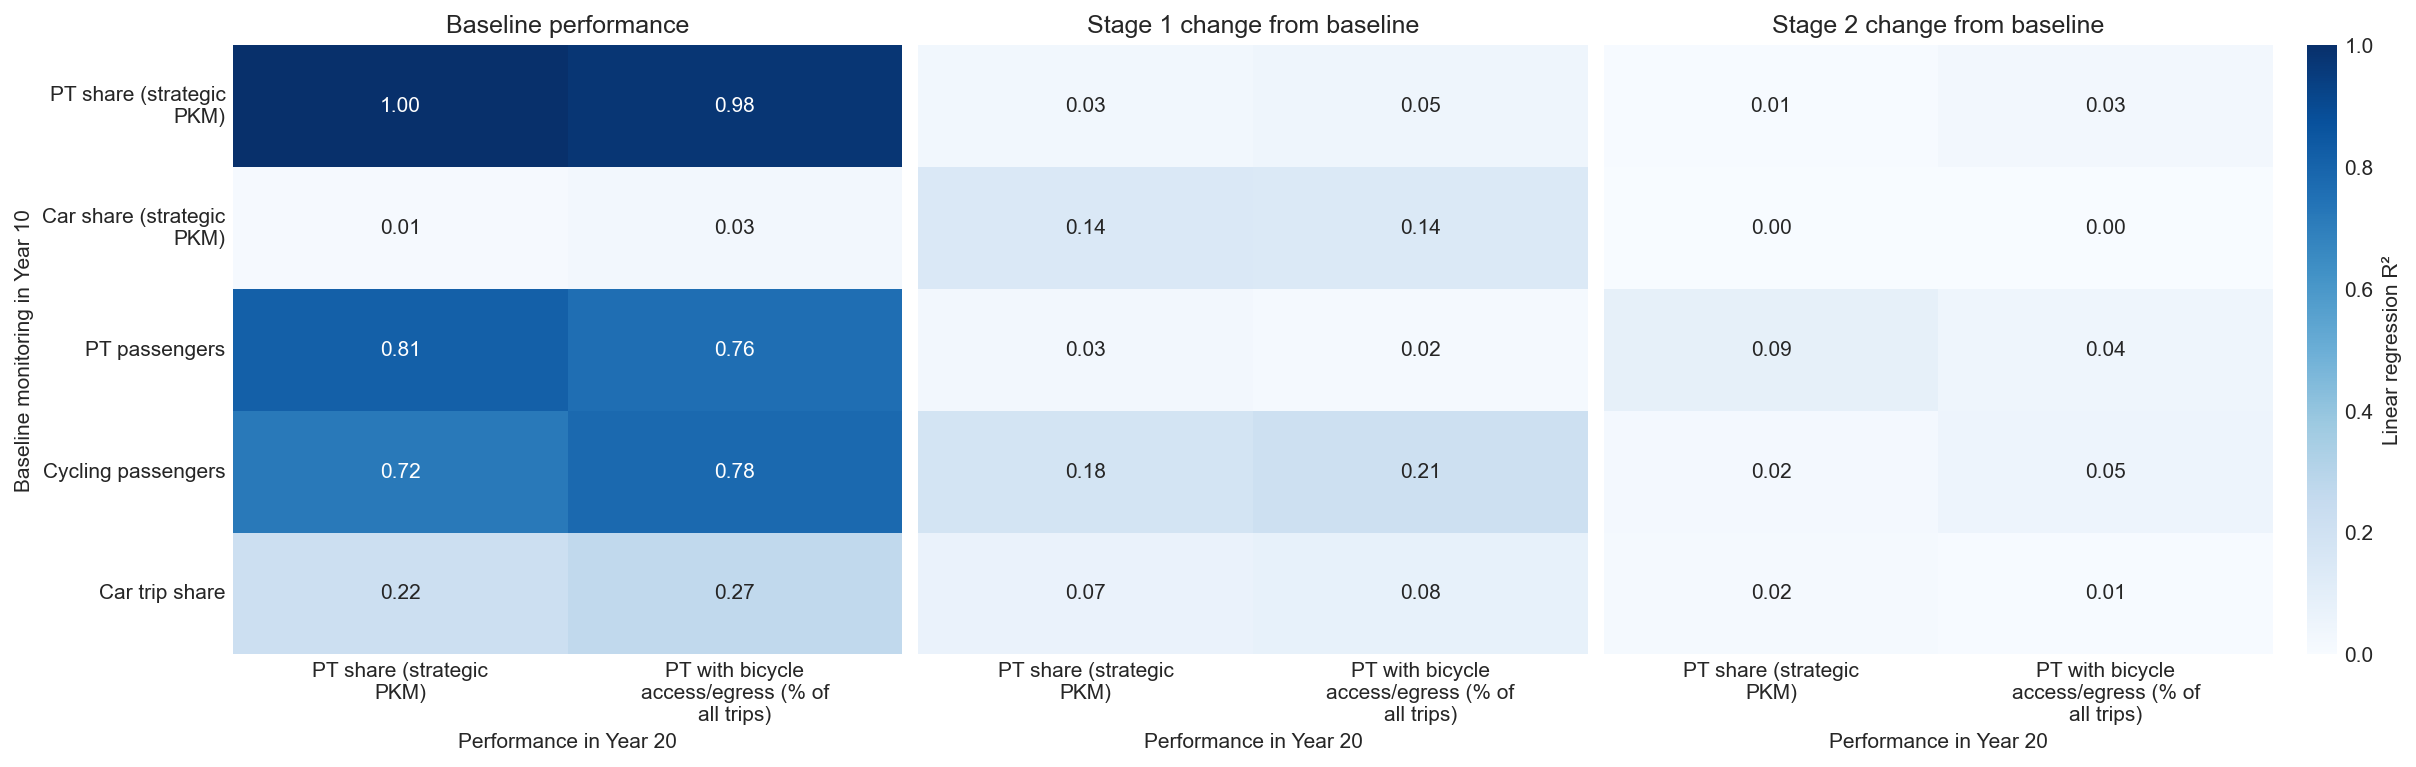 Baseline performance
Stage 1 change from baseline
Stage 2 change from baseline
Baseline monitoring in Year 10
PT share (strategic
PKM)
1.00 0.98 0.03 0.05 0.01 0.03
Car share (strategic
PKM)
0.01 0.03 0.14 0.14 0.00 0.00
PT passengers
0.81 0.76 0.03 0.02 0.09 0.04
Cycling passengers
0.72 0.78 0.18 0.21 0.02 0.05
Car trip share
0.22 0.27 0.07 0.08 0.02 0.01
PT share (strategic
PKM)
PT with bicycle
access/egress (% of
all trips)
Performance in Year 20
PT share (strategic
PKM)
PT with bicycle
access/egress (% of
all trips)
Performance in Year 20
PT share (strategic
PKM)
PT with bicycle
access/egress (% of
all trips)
Performance in Year 20
1.0
0.8
0.6
0.4
0.2
0.0
Linear regression R²